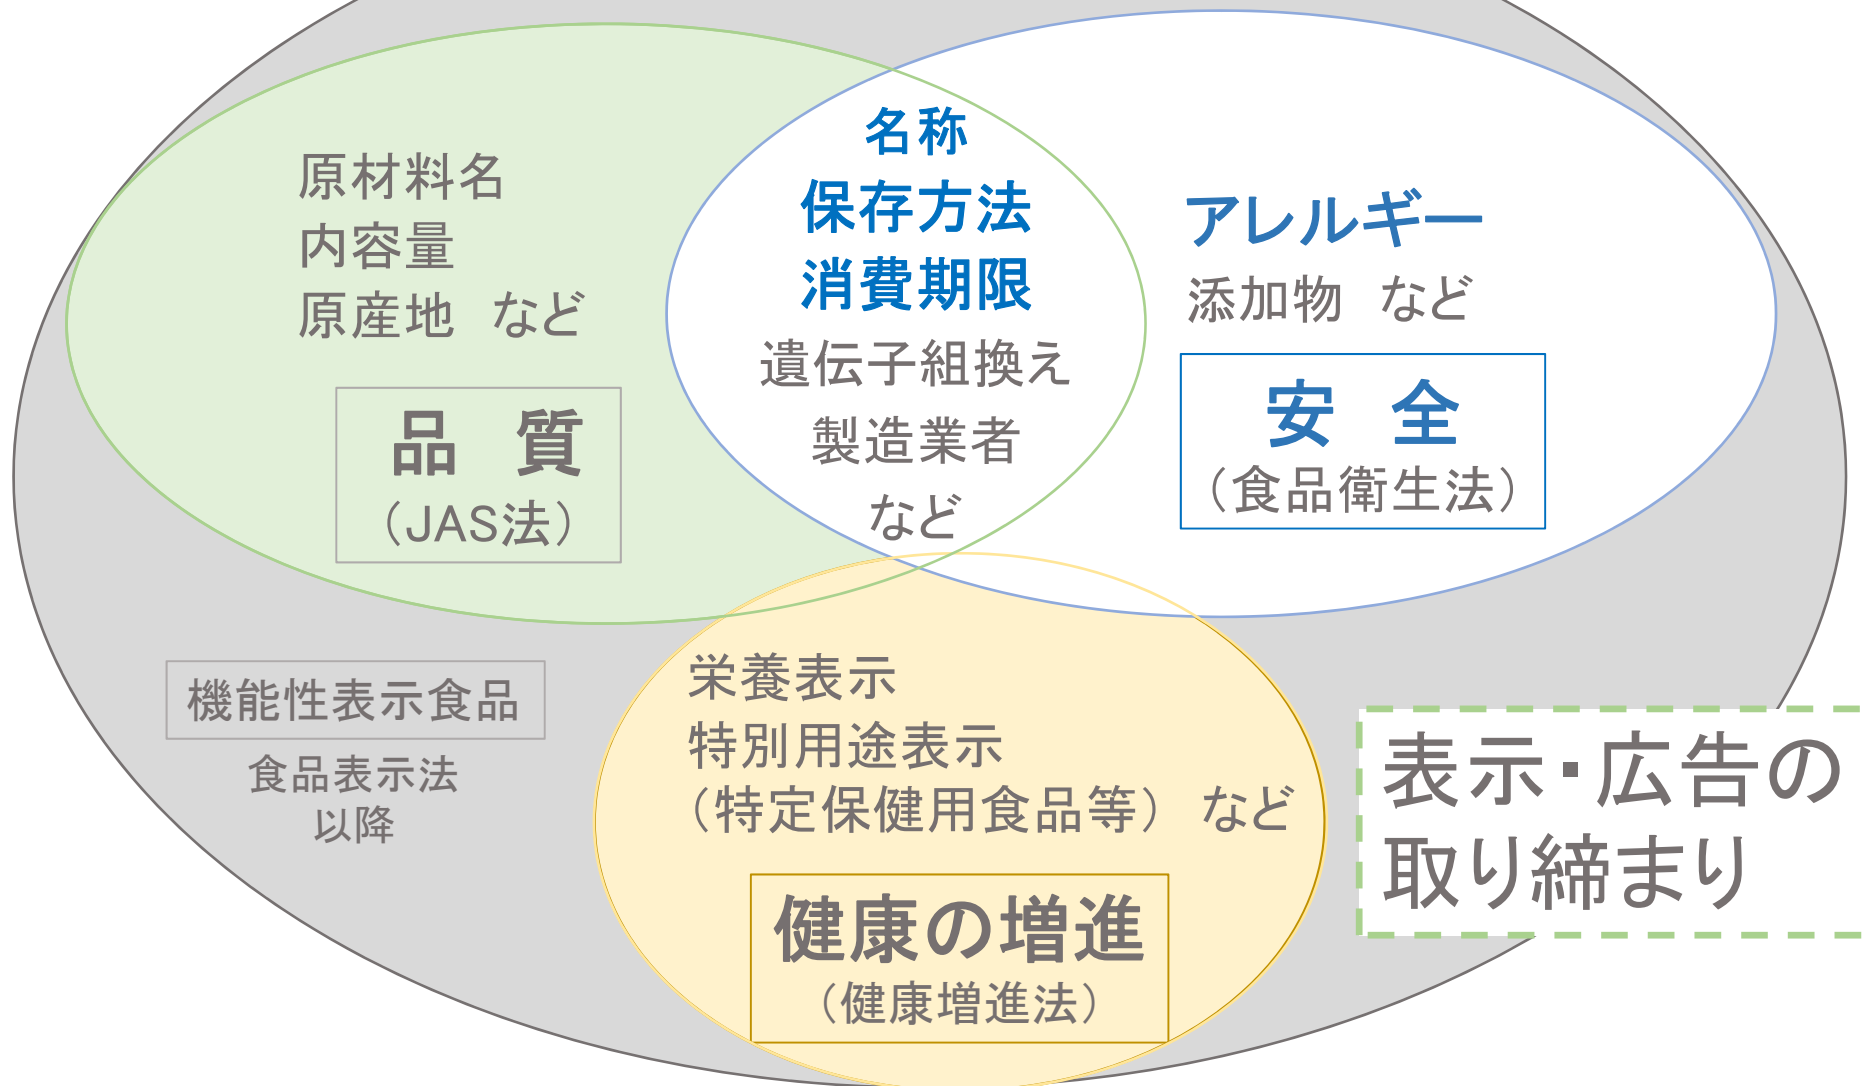 原材料名
内容量
原産地　など
品　質
（JAS法）
名称
保存方法
消費期限
遺伝子組換え
製造業者
など
アレルギー
添加物　など
安　全
（食品衛生法）
機能性表示食品
食品表示法
以降
栄養表示
特別用途表示
（特定保健用食品等）　など
健康の増進
（健康増進法）
表示・広告の
取り締まり